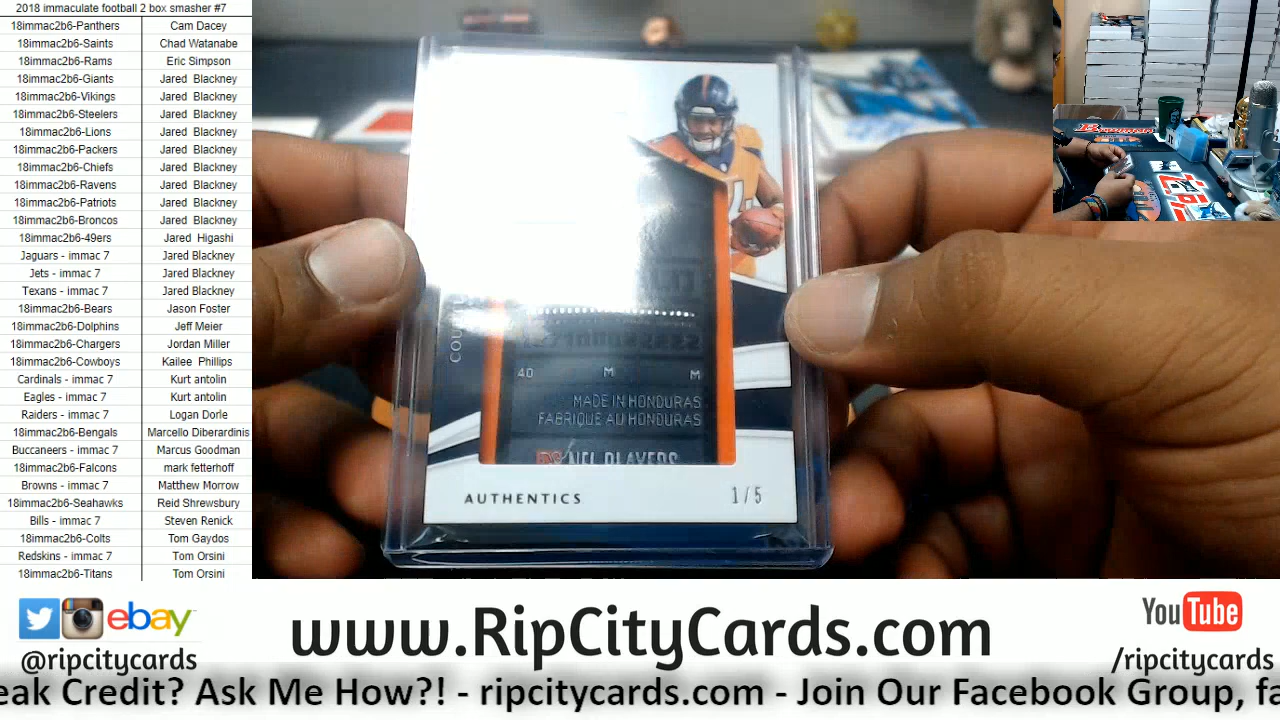 2018 immaculate football 2 box smasher #7
18immac2b6-Panthers Cam Dacey
18immac2b6-Saints Chad Watanabe
18immac2b6-Rams Eric Simpson
18immac2b6-Giants Jared Blackney
18immac2b6-Vikings Jared Blackney
18immac2b6-Steelers Jared Blackney
18immac2b6-Lions Jared Blackney
18immac2b6-Packers Jared Blackney
18immac2b6-Chiefs Jared Blackney
18immac2b6-Ravens Jared Blackney
18immac2b6-Patriots Jared Blackney
18immac2b6-Broncos Jared Blackney
18immac2b6-49ers Jared Higashi
Jaguars - immac 7 Jared Blackney
Jets - immac 7 Jared Blackney
Texans - immac 7 Jared Blackney
18immac2b6-Bears Jason Foster
18immac2b6-Dolphins Jeff Meier
18immac2b6-Chargers Jordan Miller
18immac2b6-Cowboys Kailee Phillips
Cardinals - immac 7 Kurt antolin
Eagles - immac 7 Kurt antolin
Raiders - immac 7 Logan Dorle
18immac2b6-Bengals Marcello Diberardinis
Buccaneers - immac 7 Marcus Goodman
18immac2b6-Falcons mark fetterhoff
Browns - immac 7 Matthew Morrow
18immac2b6-Seahawks Reid Shrewsbury
Bills - immac 7 Steven Renick
18immac2b6-Colts Tom Gaydos
Redskins - immac 7 Tom Orsini
18immac2b6-Titans Tom Orsini
40 M M
MADE IN HONDURAS
FABRIQUE AU HONDURAS
NFL PLAYERS
AUTHENTICS 1/5
ebay
@ripcitycards
www.RipCityCards.com
YouTube
/ripcitycards
eak Credit? Ask Me How?! - ripcitycards.com - Join Our Facebook Group, fa